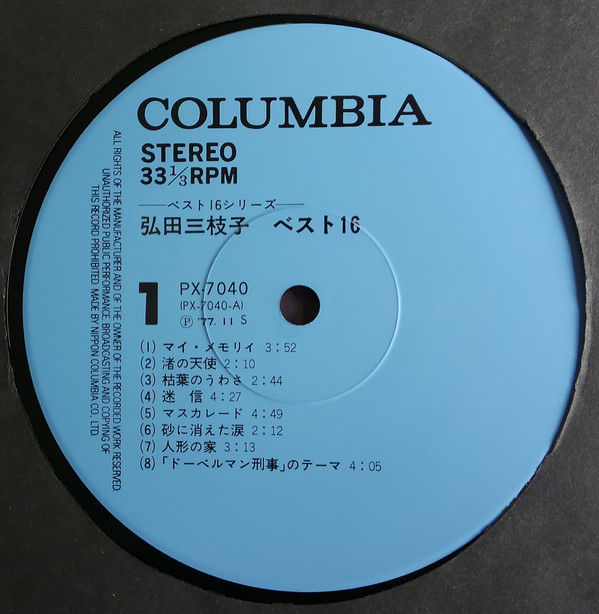 COLUMBIA
STEREO
33⅓RPM
ベスト16シリーズ
弘田三枝子 ベスト16
1
PX-7040
(PX-7040-A)
Ⓟ '77. 11 S
(1) マイ・メモリイ 3:52
(2) 渚の天使 2:10
(3) 枯葉のうわさ 2:44
(4) 迷 信 4:27
(5) マスカレード 4:49
(6) 砂に消えた涙 2:12
(7) 人形の家 3:13
(8) 「ドーベルマン刑事」のテーマ 4:05
ALL RIGHTS OF THE MANUFACTURER AND OF THE OWNER OF THE RECORDED WORK RESERVED.
UNAUTHORIZED PUBLIC PERFORMANCE, BROADCASTING AND COPYING OF
THIS RECORD PROHIBITED. MADE BY NIPPON COLUMBIA CO., LTD.